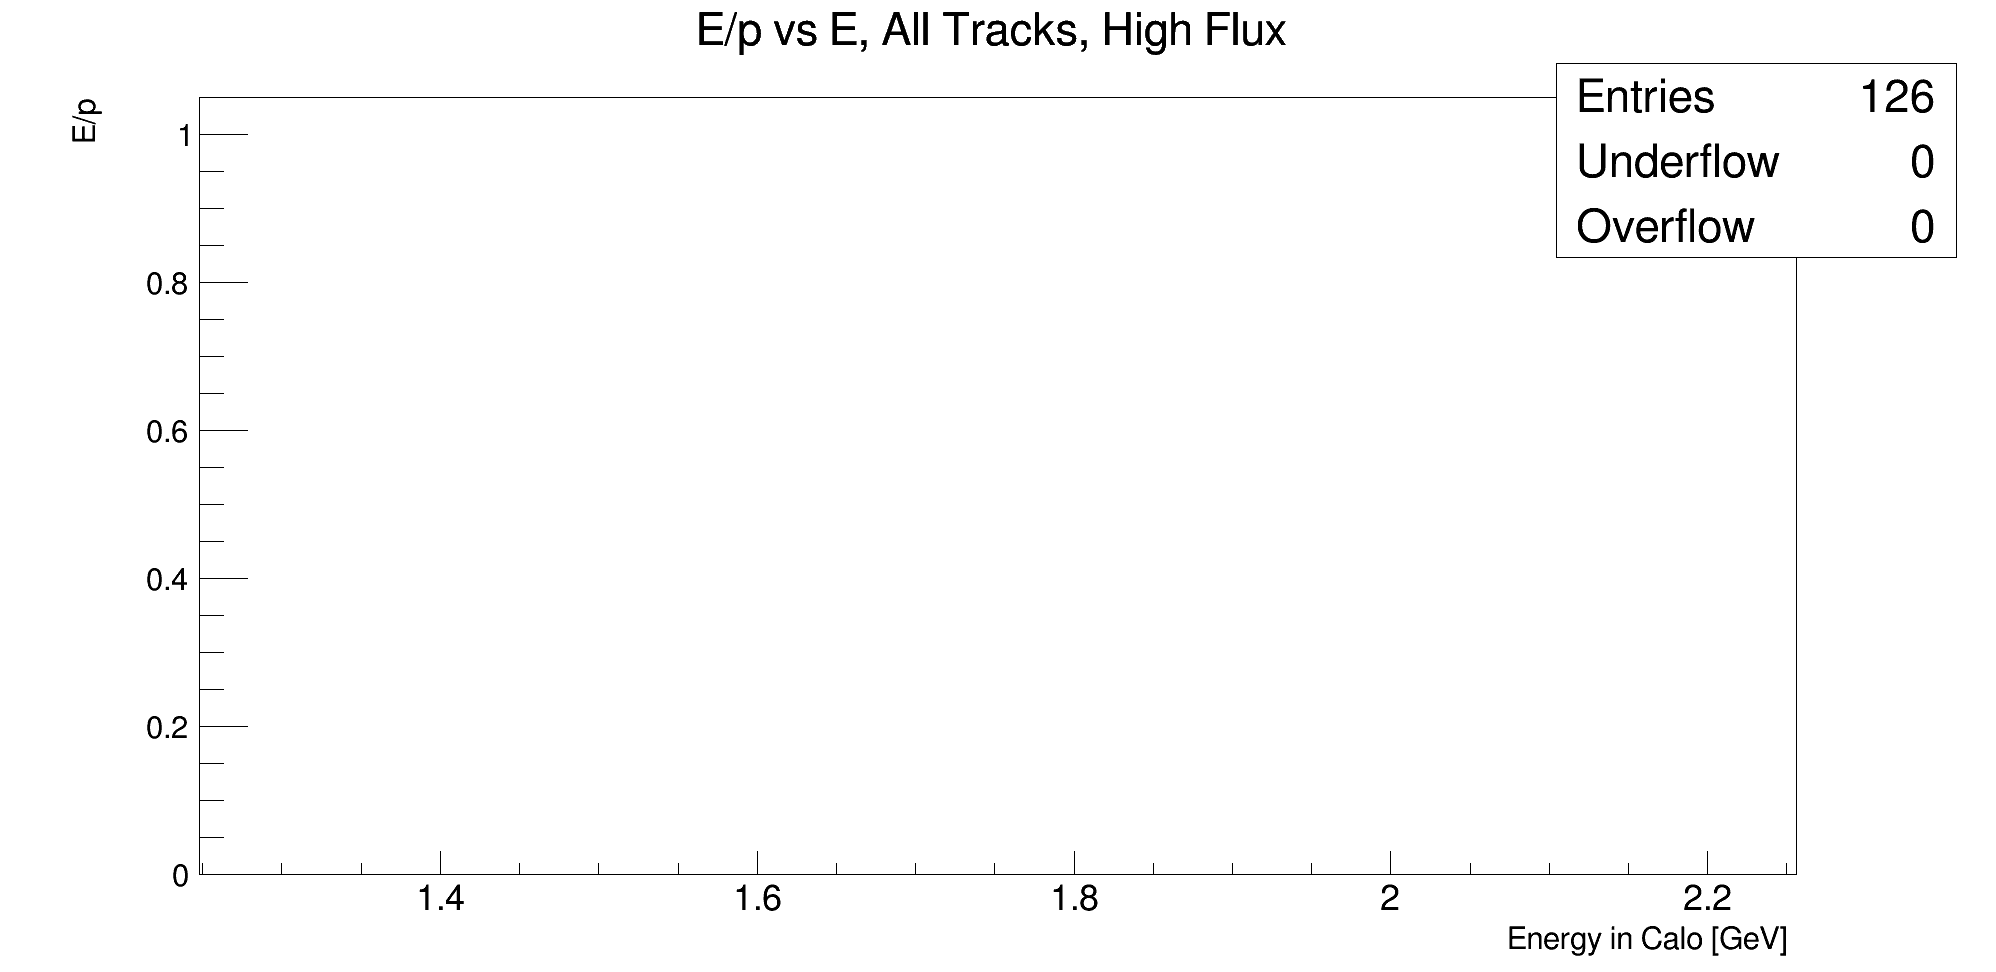 E/p vs E, All Tracks, High Flux
E/p
Entries 126
Underflow 0
Overflow 0
1
0.8
0.6
0.4
0.2
0
1.4 1.6 1.8 2 2.2
Energy in Calo [GeV]